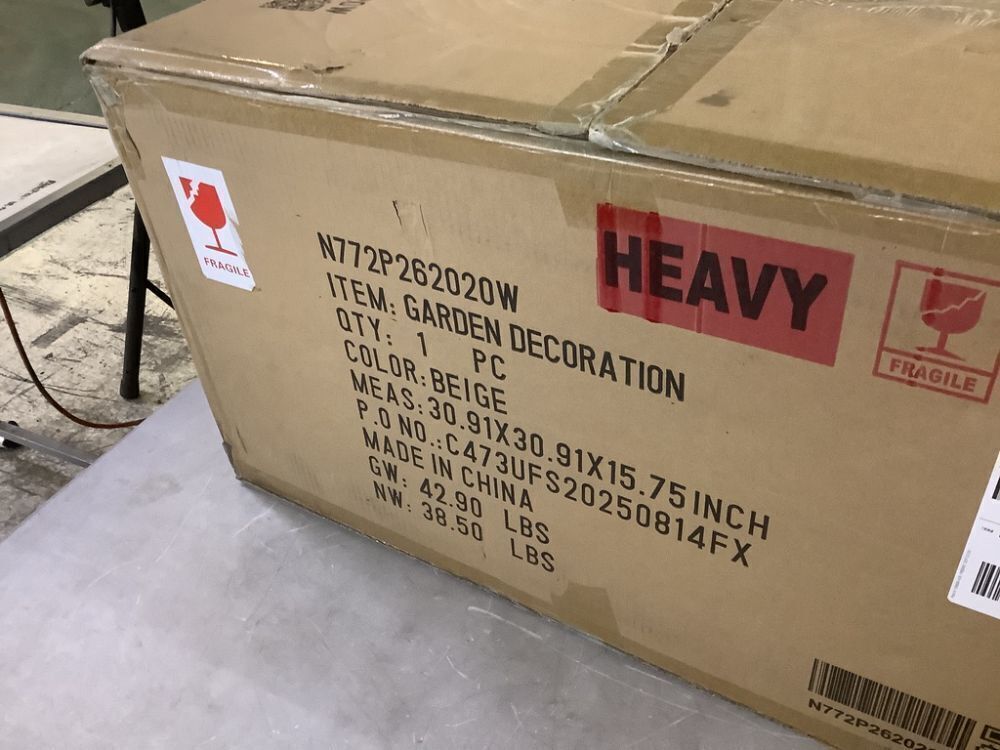 FRAGILE
N772P262020W
ITEM: GARDEN DECORATION
QTY: 1 PC
COLOR:BEIGE
MEAS:30.91X30.91X15.75INCH
P.O NO.:C473UFS20250814FX
MADE IN CHINA
GW: 42.90 LBS
NW: 38.50 LBS
HEAVY
FRAGILE